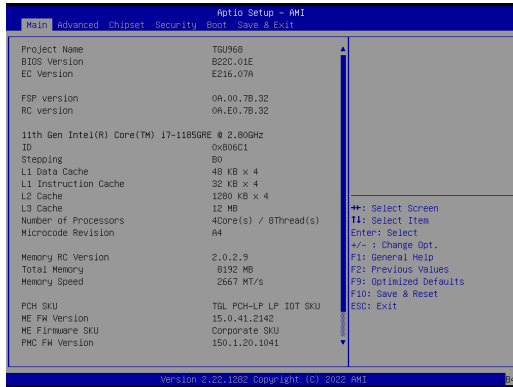 Aptio Setup - AMI
Main Advanced Chipset Security Boot Save & Exit
Project Name TGU968
BIOS Version B22C.01E
EC Version E216.07A
FSP version 0A.00.7B.32
RC version 0A.E0.7B.32
11th Gen Intel(R) Core(TM) i7-1185GRE @ 2.80GHz
ID 0x806C1
Stepping B0
L1 Data Cache 48 KB x 4
L1 Instruction Cache 32 KB x 4
L2 Cache 1280 KB x 4
L3 Cache 12 MB
Number of Processors 4Core(s) / 8Thread(s)
Microcode Revision A4
Memory RC Version 2.0.2.9
Total Memory 8192 MB
Memory Speed 2667 MT/s
PCH SKU TGL PCH-LP LP IOT SKU
ME FW Version 15.0.41.2142
ME Firmware SKU Corporate SKU
PMC FW Version 150.1.20.1041
→←: Select Screen
↑↓: Select Item
Enter: Select
+/- : Change Opt.
F1: General Help
F2: Previous Values
F9: Optimized Defaults
F10: Save & Reset
ESC: Exit
Version 2.22.1282 Copyright (C) 2022 AMI